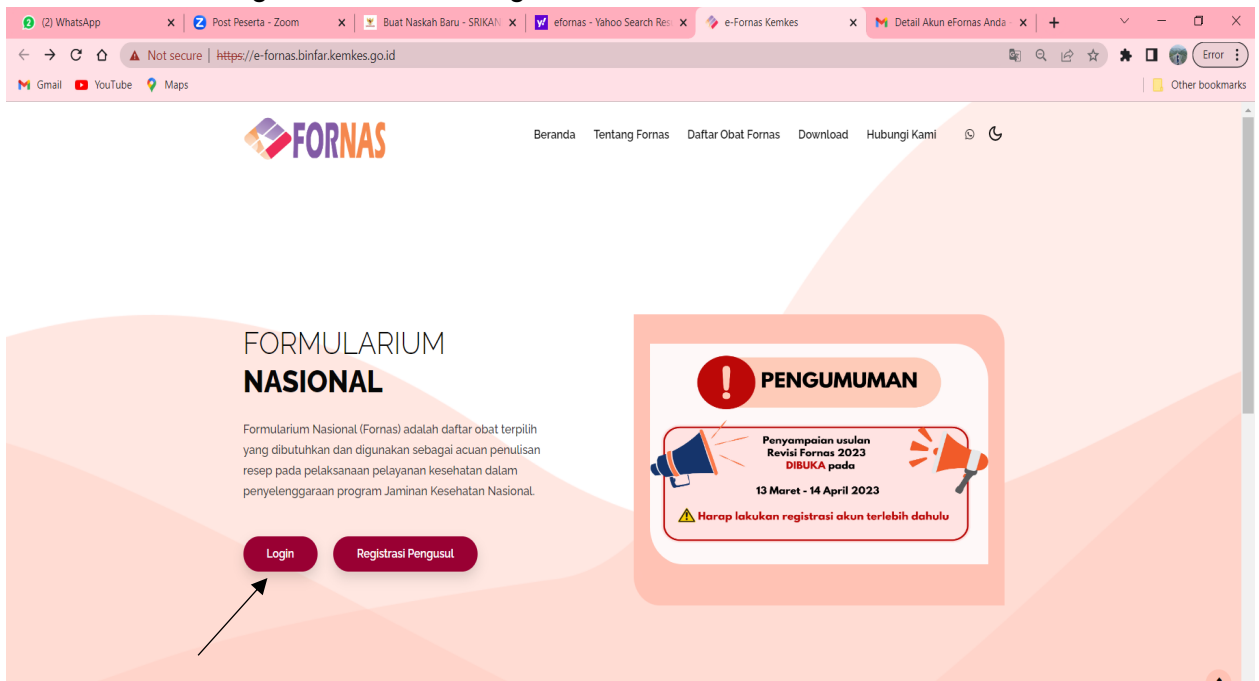 (2) WhatsApp
Post Peserta - Zoom
Buat Naskah Baru - SRIKAN
efornas - Yahoo Search Res
e-Fornas Kemkes
Detail Akun eFornas Anda
Not secure | https://e-fornas.binfar.kemkes.go.id
Error
Gmail
YouTube
Maps
Other bookmarks
FORNAS
Beranda
Tentang Fornas
Daftar Obat Fornas
Download
Hubungi Kami
FORMULARIUM
NASIONAL
Formularium Nasional (Fornas) adalah daftar obat terpilih
yang dibutuhkan dan digunakan sebagai acuan penulisan
resep pada pelaksanaan pelayanan kesehatan dalam
penyelenggaraan program Jaminan Kesehatan Nasional.
Login
Registrasi Pengusul
PENGUMUMAN
Penyampaian usulan
Revisi Fornas 2023
DIBUKA pada
13 Maret - 14 April 2023
Harap lakukan registrasi akun terlebih dahulu